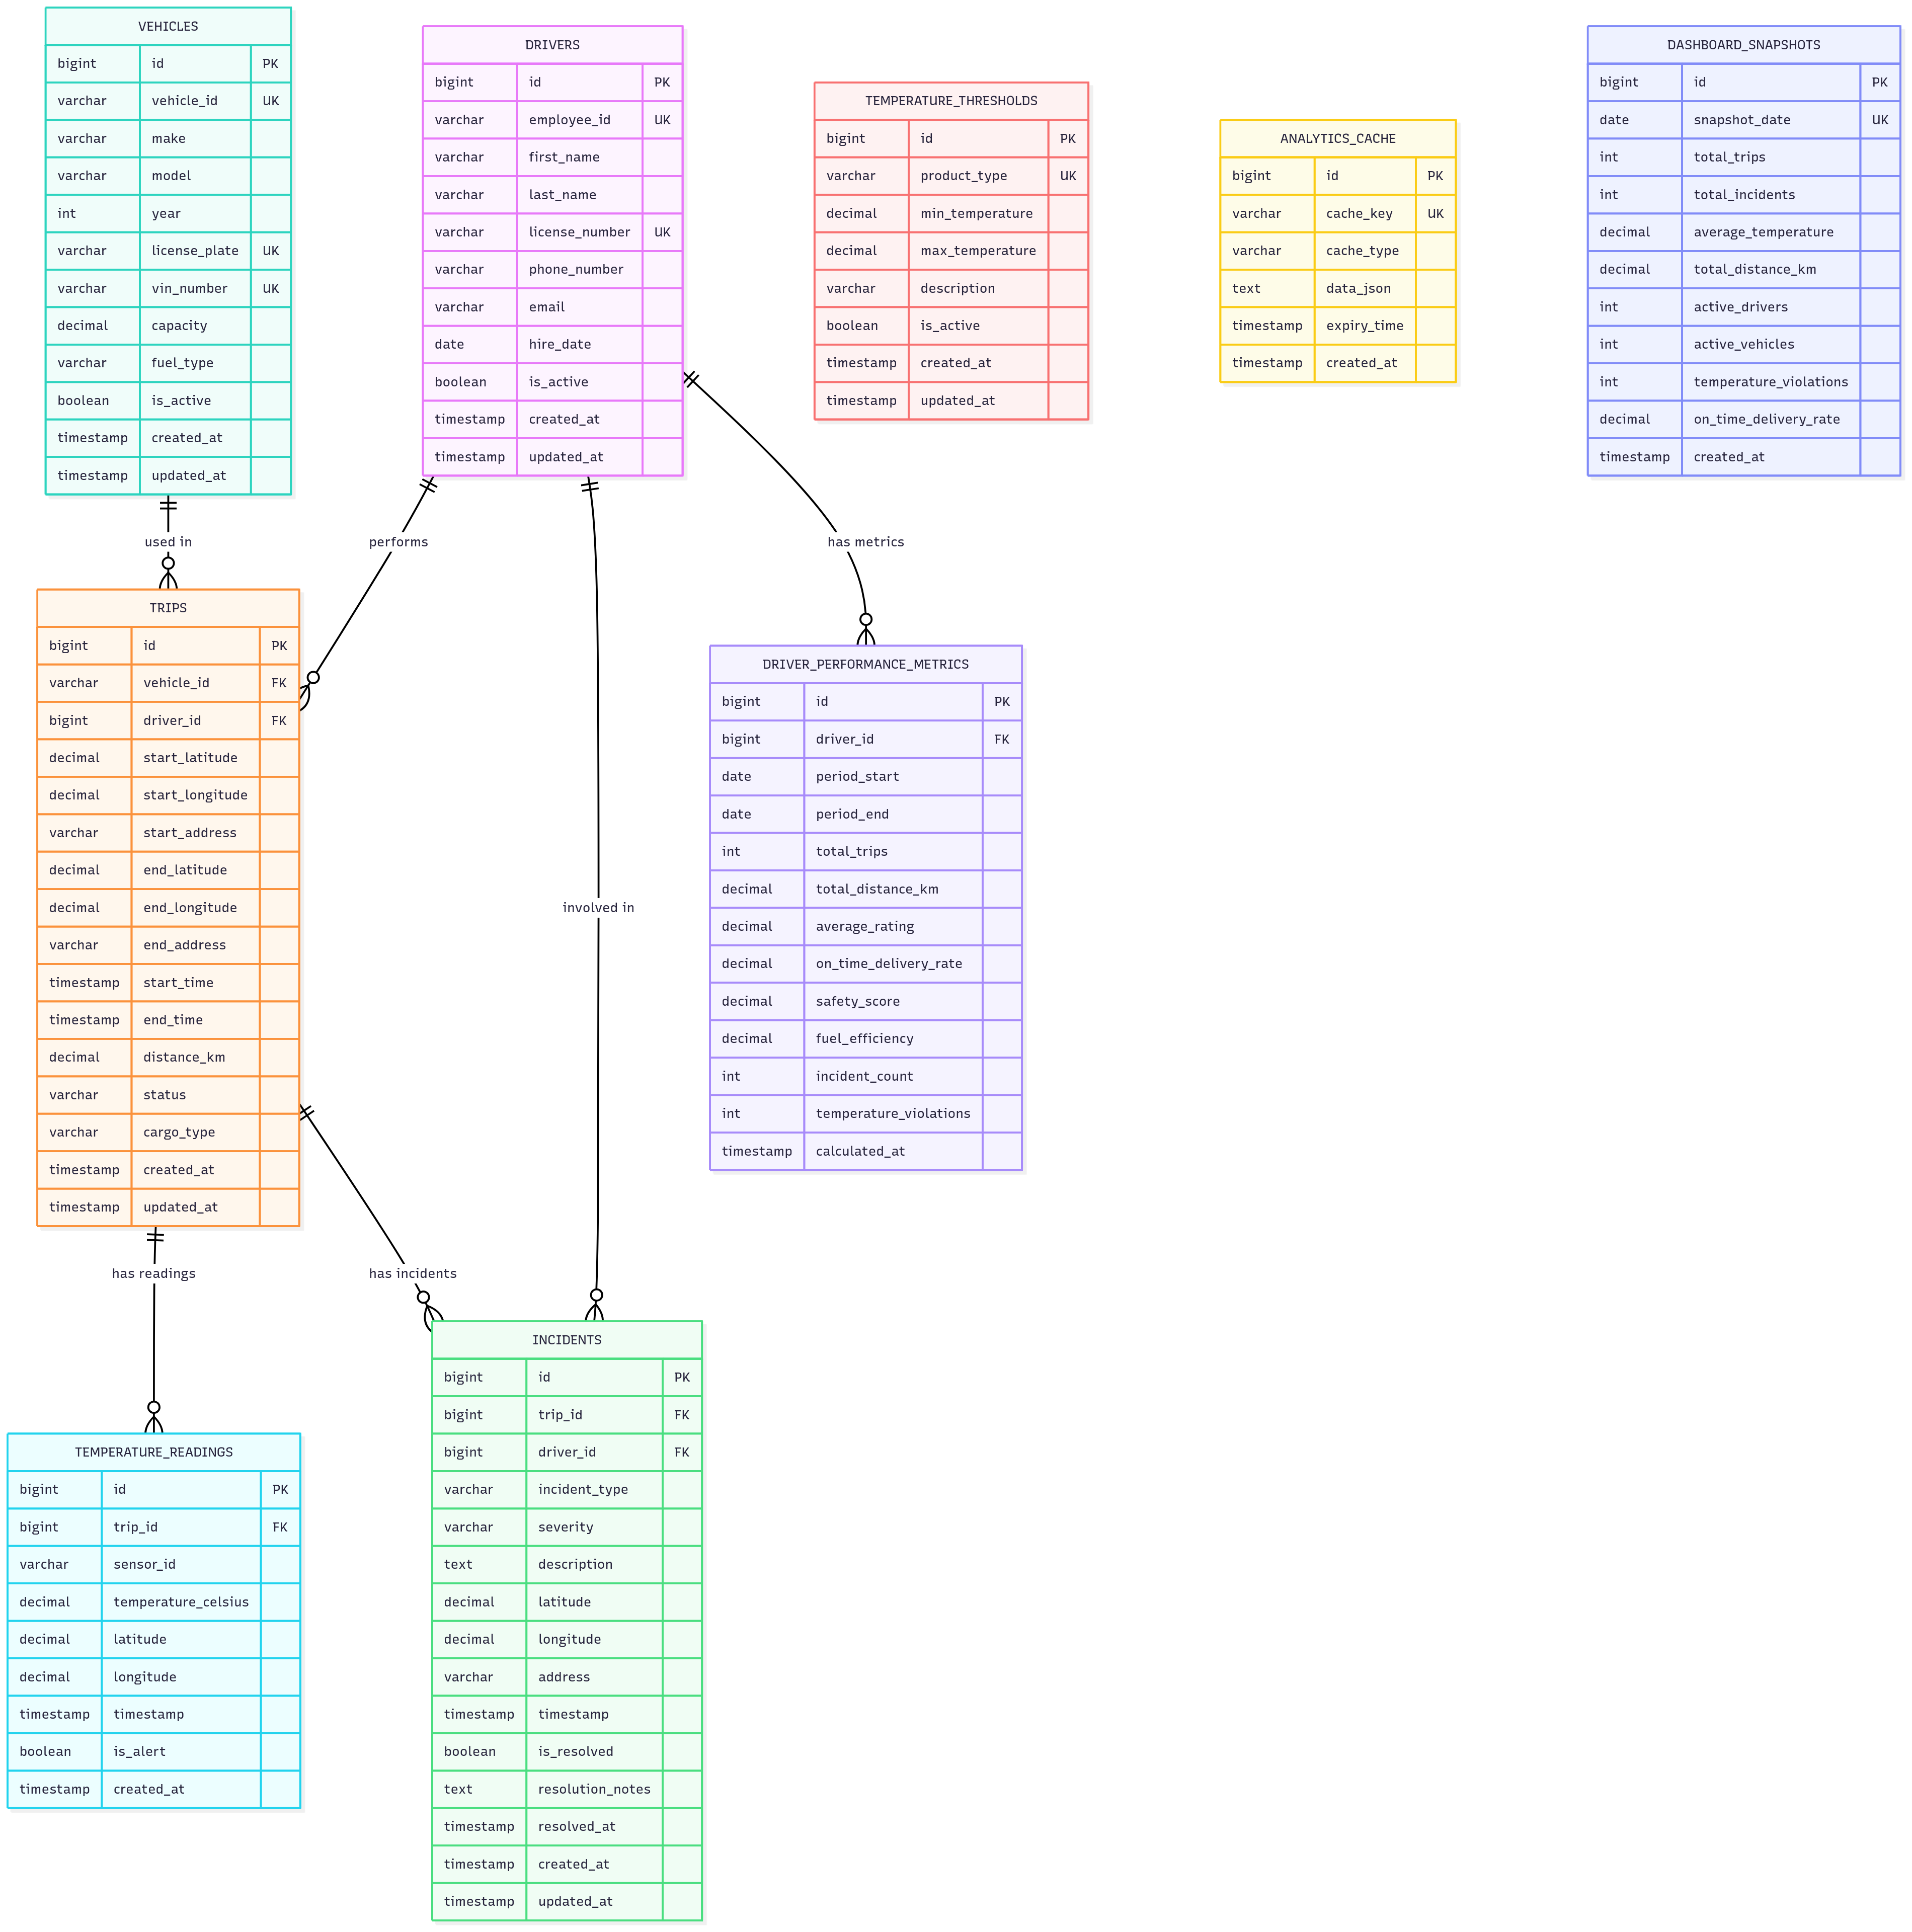 VEHICLES
bigint id PK
varchar vehicle_id UK
varchar make
varchar model
int year
varchar license_plate UK
varchar vin_number UK
decimal capacity
varchar fuel_type
boolean is_active
timestamp created_at
timestamp updated_at
DRIVERS
bigint id PK
varchar employee_id UK
varchar first_name
varchar last_name
varchar license_number UK
varchar phone_number
varchar email
date hire_date
boolean is_active
timestamp created_at
timestamp updated_at
TEMPERATURE_THRESHOLDS
bigint id PK
varchar product_type UK
decimal min_temperature
decimal max_temperature
varchar description
boolean is_active
timestamp created_at
timestamp updated_at
ANALYTICS_CACHE
bigint id PK
varchar cache_key UK
varchar cache_type
text data_json
timestamp expiry_time
timestamp created_at
DASHBOARD_SNAPSHOTS
bigint id PK
date snapshot_date UK
int total_trips
int total_incidents
decimal average_temperature
decimal total_distance_km
int active_drivers
int active_vehicles
int temperature_violations
decimal on_time_delivery_rate
timestamp created_at
used in
performs
has metrics
TRIPS
bigint id PK
varchar vehicle_id FK
bigint driver_id FK
decimal start_latitude
decimal start_longitude
varchar start_address
decimal end_latitude
decimal end_longitude
varchar end_address
timestamp start_time
timestamp end_time
decimal distance_km
varchar status
varchar cargo_type
timestamp created_at
timestamp updated_at
involved in
DRIVER_PERFORMANCE_METRICS
bigint id PK
bigint driver_id FK
date period_start
date period_end
int total_trips
decimal total_distance_km
decimal average_rating
decimal on_time_delivery_rate
decimal safety_score
decimal fuel_efficiency
int incident_count
int temperature_violations
timestamp calculated_at
has readings
has incidents
TEMPERATURE_READINGS
bigint id PK
bigint trip_id FK
varchar sensor_id
decimal temperature_celsius
decimal latitude
decimal longitude
timestamp timestamp
boolean is_alert
timestamp created_at
INCIDENTS
bigint id PK
bigint trip_id FK
bigint driver_id FK
varchar incident_type
varchar severity
text description
decimal latitude
decimal longitude
varchar address
timestamp timestamp
boolean is_resolved
text resolution_notes
timestamp resolved_at
timestamp created_at
timestamp updated_at